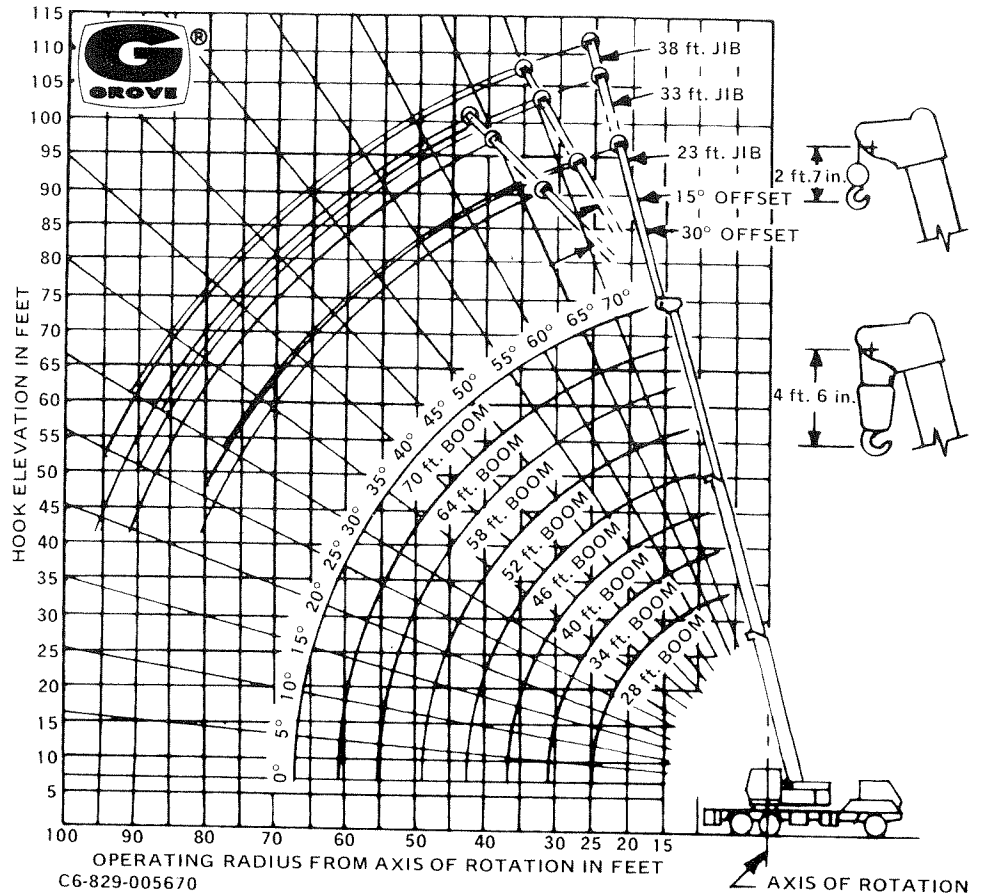 115
110
105
100
95
90
85
80
75
70
65
60
55
50
45
40
35
30
25
20
15
10
5
HOOK ELEVATION IN FEET
G ®
GROVE
38 ft. JIB
33 ft. JIB
23 ft. JIB
15° OFFSET
30° OFFSET
2 ft.7 in.
4 ft. 6 in.
0° 5° 10° 15° 20° 25° 30° 35° 40° 45° 50° 55° 60° 65° 70°
70 ft. BOOM
64 ft. BOOM
58 ft. BOOM
52 ft. BOOM
46 ft. BOOM
40 ft. BOOM
34 ft. BOOM
28 ft. BOOM
100 90 80 70 60 50 40 30 25 20 15
OPERATING RADIUS FROM AXIS OF ROTATION IN FEET
C6-829-005670
AXIS OF ROTATION